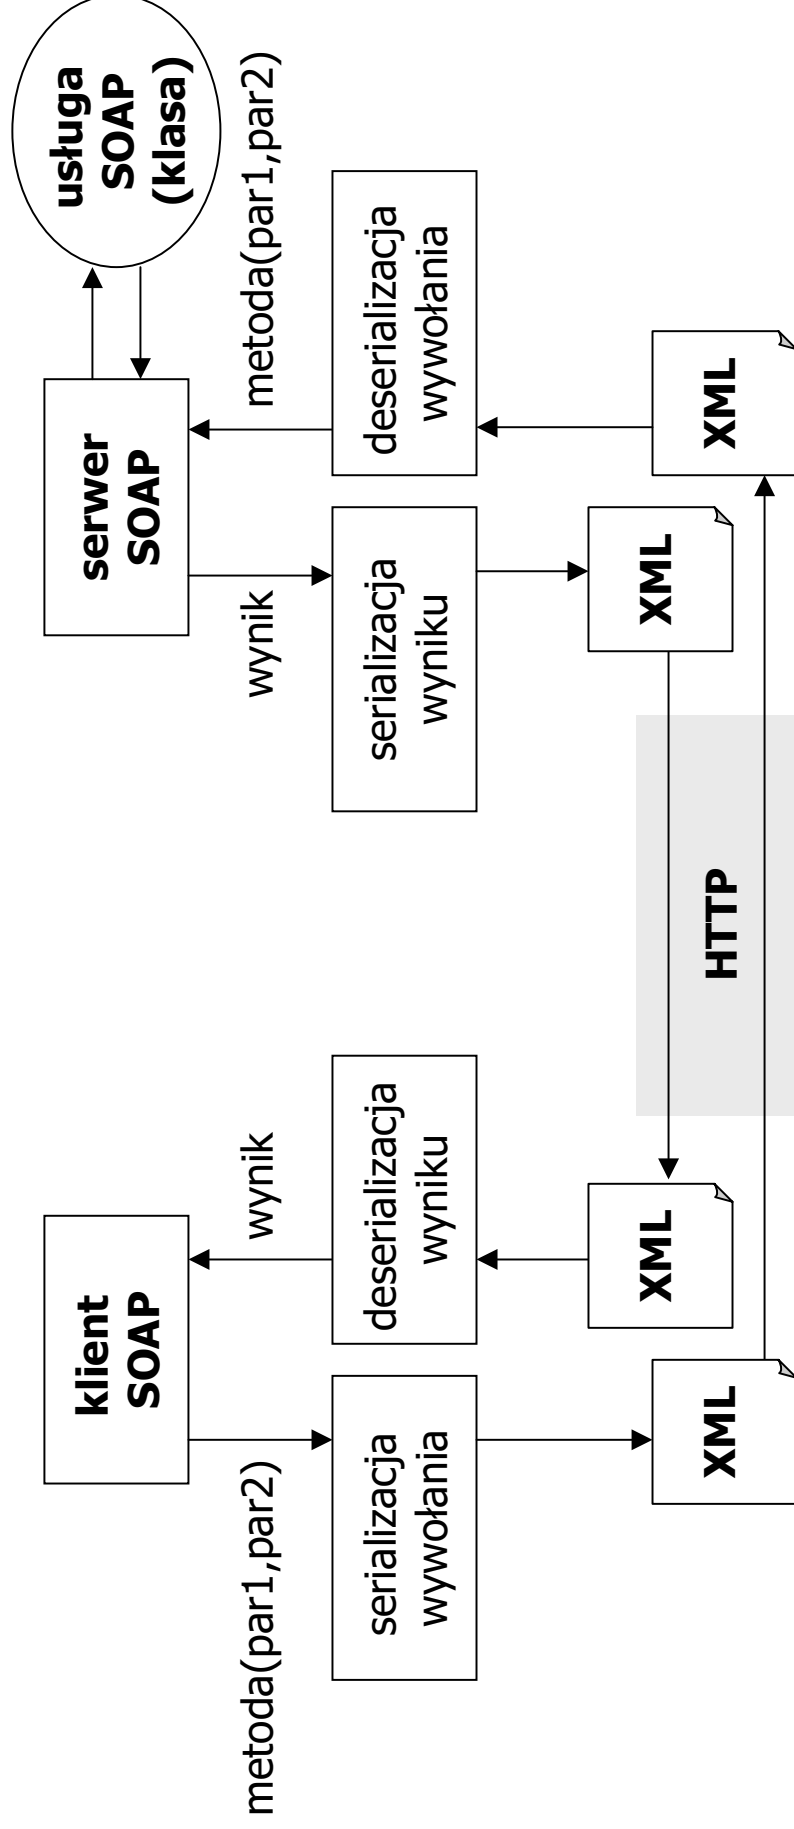 klient
SOAP
serwer
SOAP
usługa
SOAP
(klasa)
metoda(par1,par2)
wynik
wynik
metoda(par1,par2)
serializacja
wywołania
deserializacja
wyniku
serializacja
wyniku
deserializacja
wywołania
XML
XML
HTTP
XML
XML